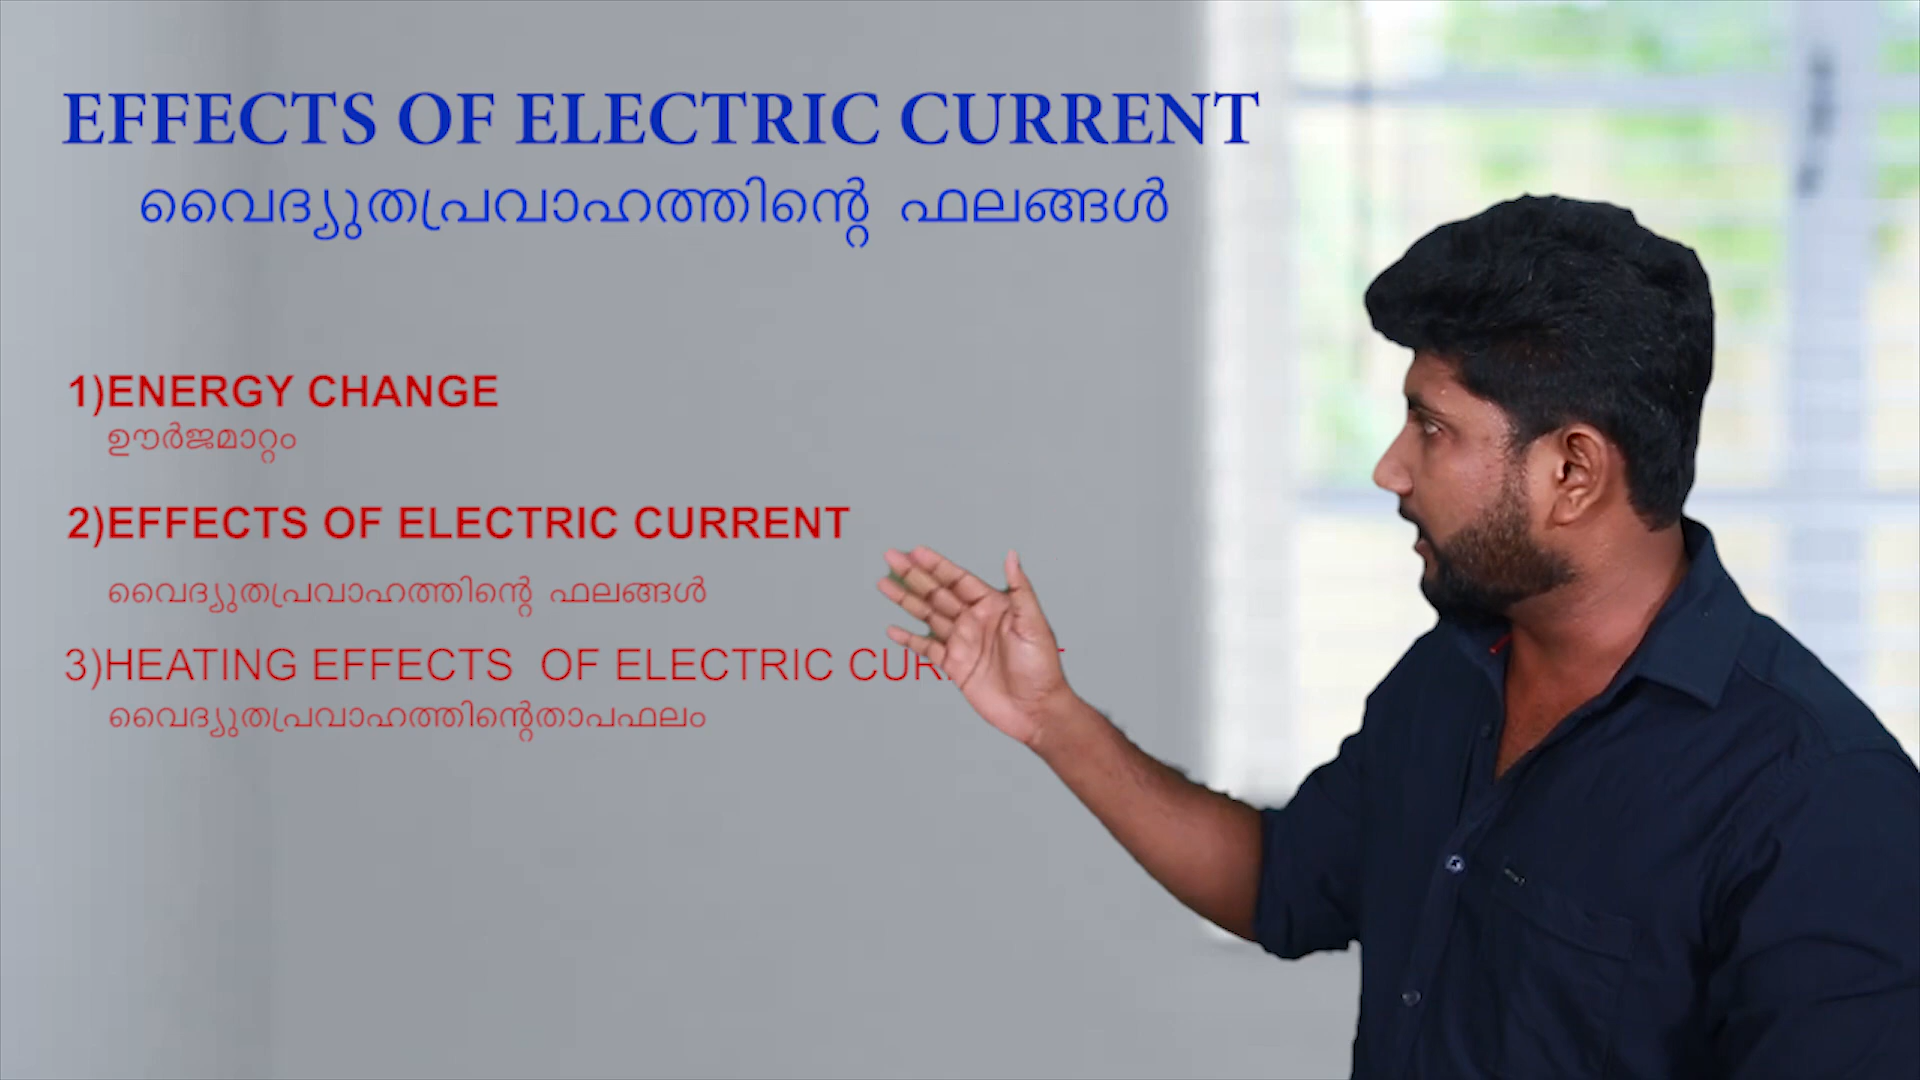 EFFECTS OF ELECTRIC CURRENT
വൈദ്യുതപ്രവാഹത്തിന്റെ ഫലങ്ങൾ
1)ENERGY CHANGE
ഊർജമാറ്റം
2)EFFECTS OF ELECTRIC CURRENT
വൈദ്യുതപ്രവാഹത്തിന്റെ ഫലങ്ങൾ
3)HEATING EFFECTS OF ELECTRIC
വൈദ്യുതപ്രവാഹത്തിന്റെതാപഫലം